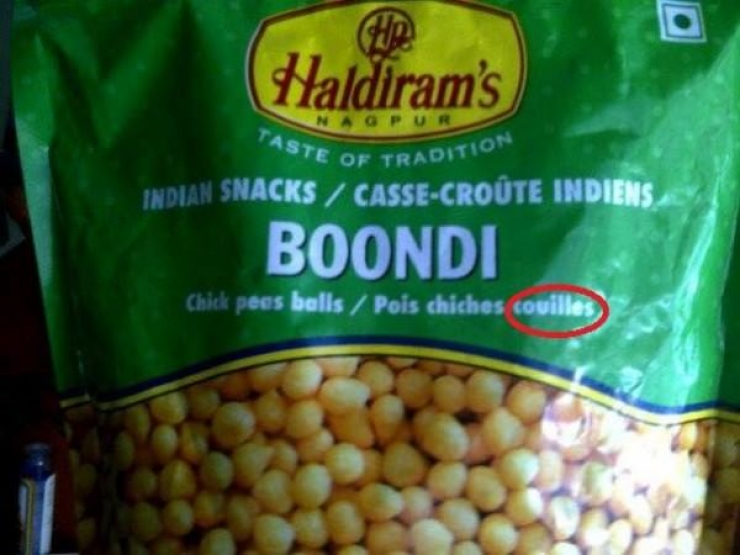 HR
Haldiram's
NAGPUR
TASTE OF TRADITION
INDIAN SNACKS / CASSE-CROÛTE INDIENS
BOONDI
Chick peas balls / Pois chiches couilles